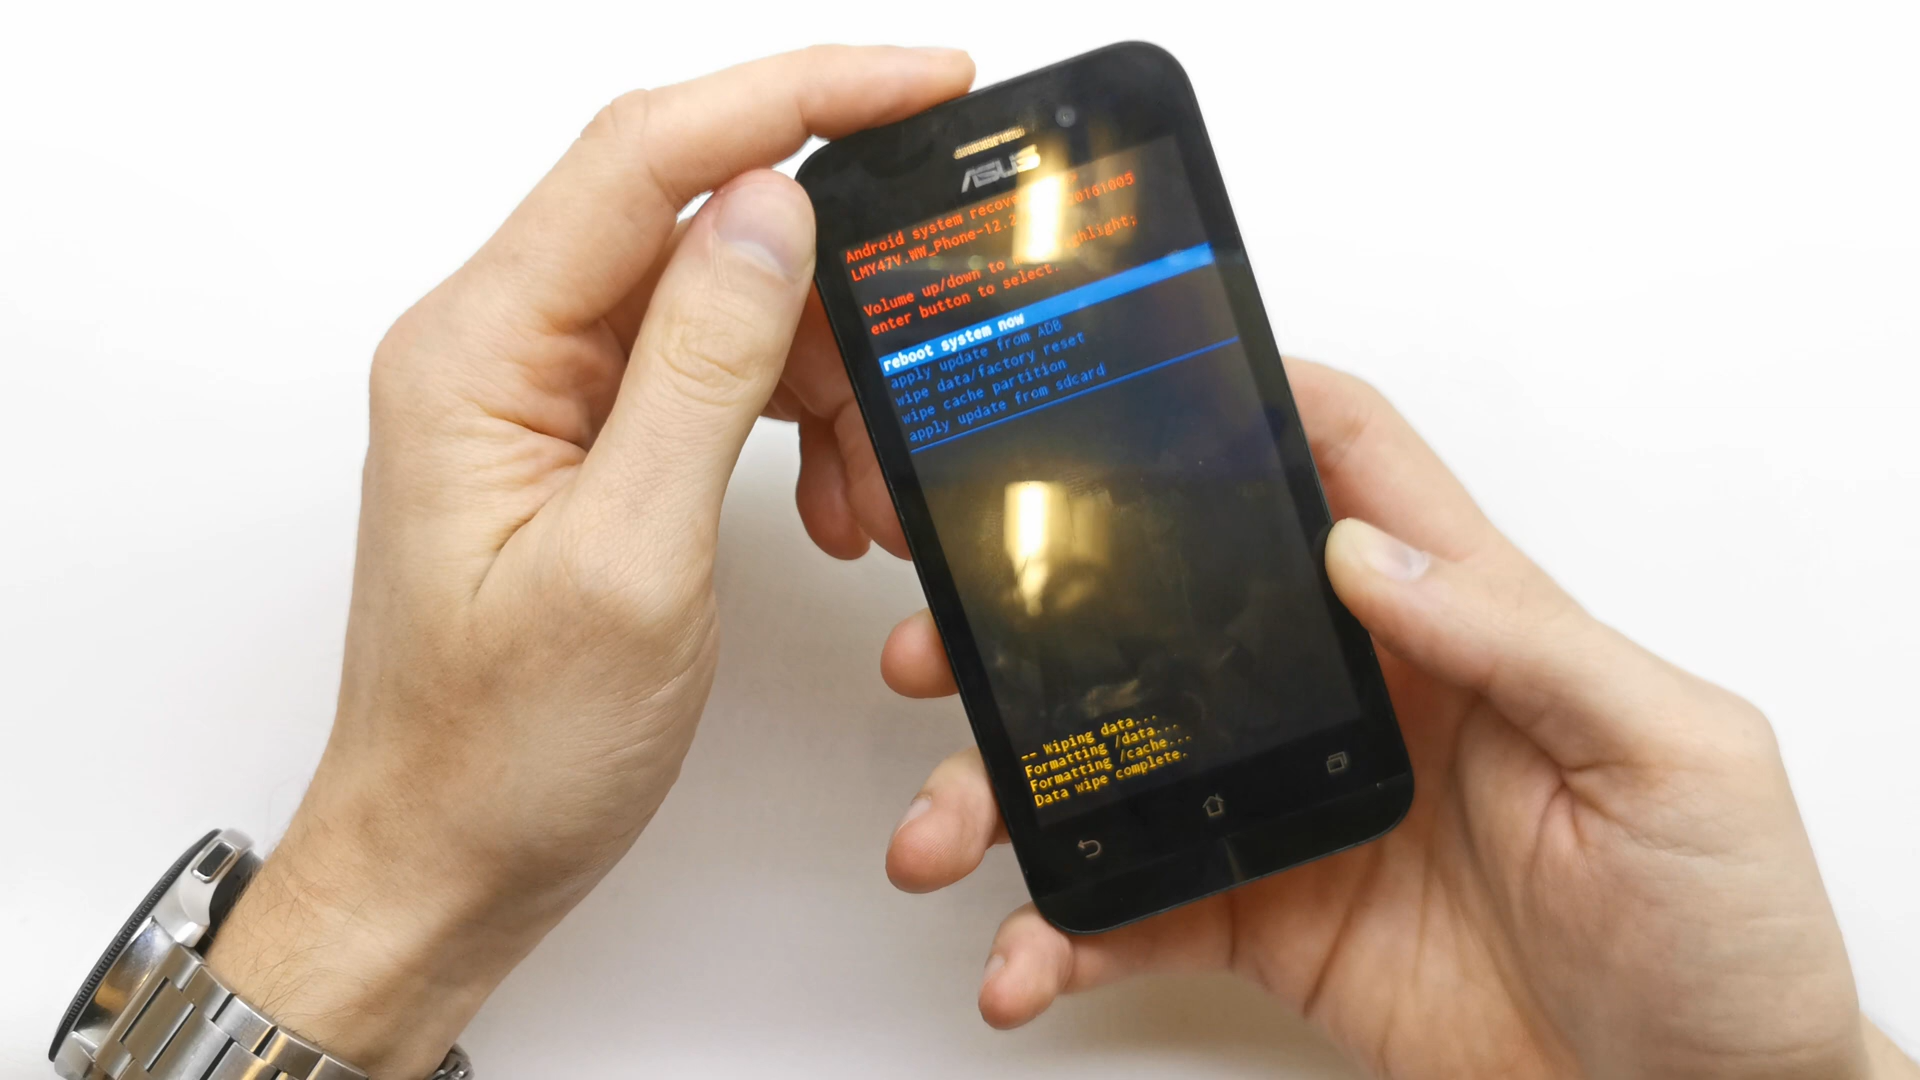 ASUS
Android system
LMY47V.WW_Phone-12.2 20161005
Volume up/down to
enter button to select.
reboot system now
apply update from ADB
wipe data/factory reset
wipe cache partition
apply update from sdcard
-- Wiping data...
Formatting /data...
Formatting /cache...
Data wipe complete.